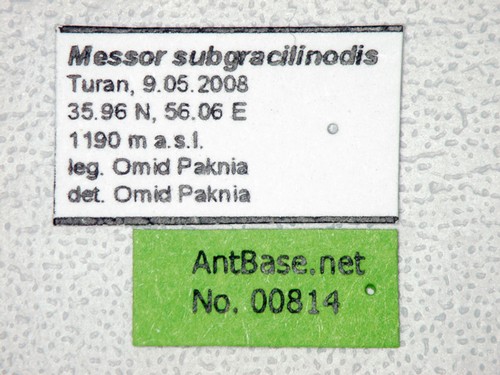 Messor subgracilinodis
Turan, 9.05.2008
35.96 N, 56.06 E
1190 m a.s.l.
leg. Omid Paknia
det. Omid Paknia
AntBase.net
No. 00814